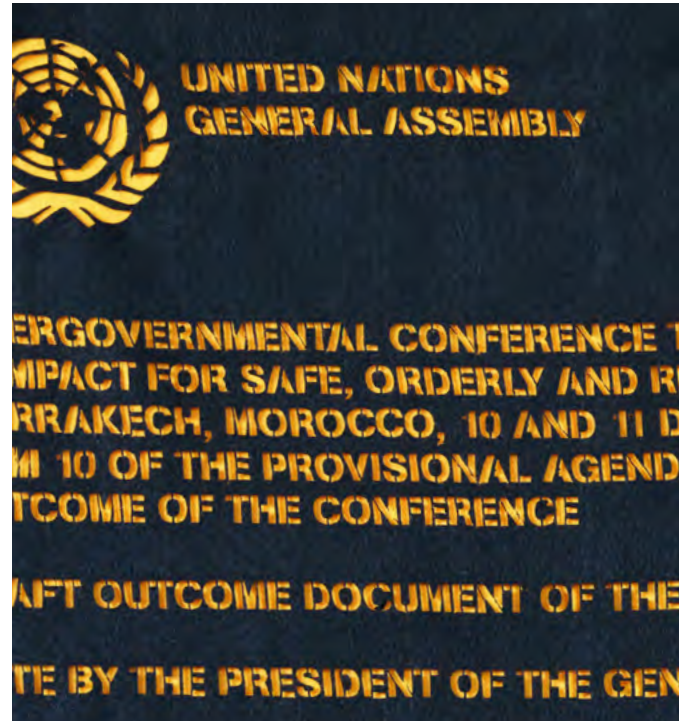 UNITED NATIONS
GENERAL ASSEMBLY
ERGOVERNMENTAL CONFERENCE T
MPACT FOR SAFE, ORDERLY AND R
RRAKECH, MOROCCO, 10 AND 11 D
M 10 OF THE PROVISIONAL AGEND
TCOME OF THE CONFERENCE
AFT OUTCOME DOCUMENT OF THE
TE BY THE PRESIDENT OF THE GEN